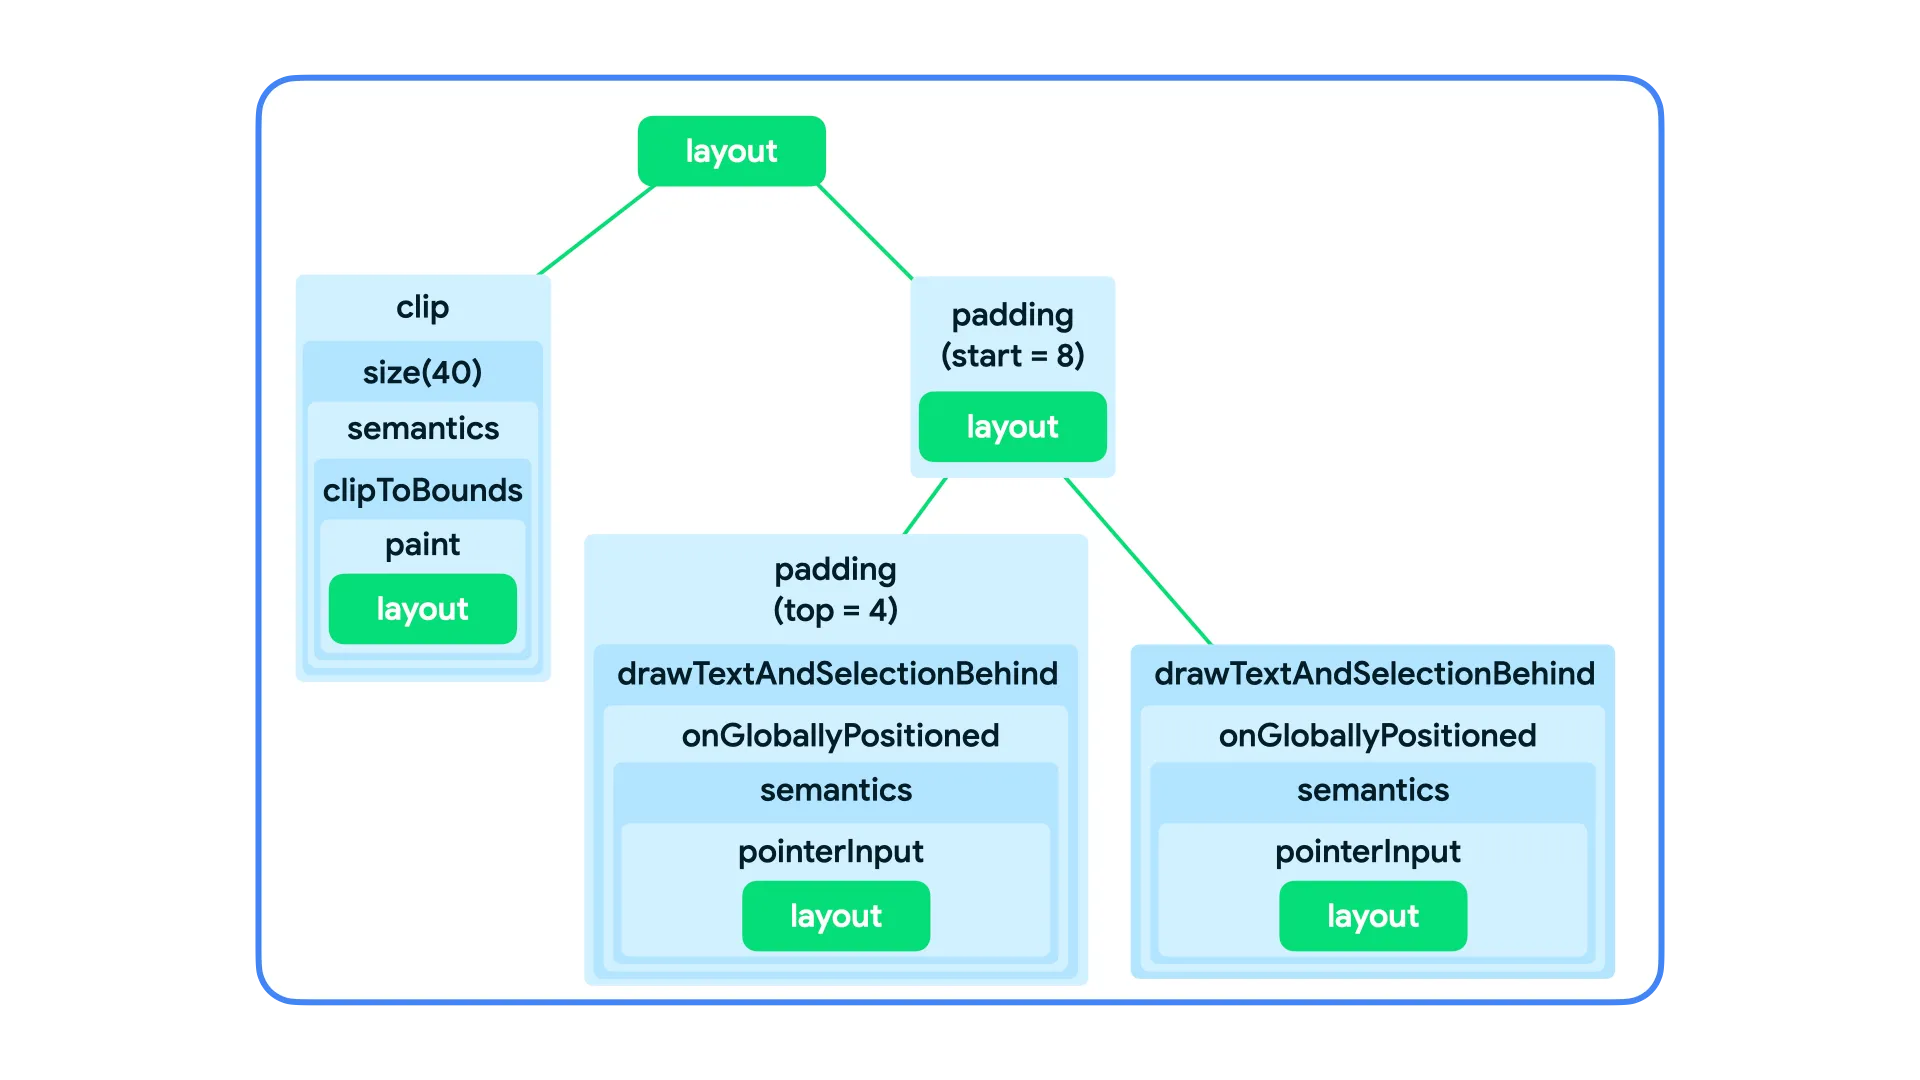 layout
clip
size(40)
semantics
clipToBounds
paint
layout
padding
(start = 8)
layout
padding
(top = 4)
drawTextAndSelectionBehind
onGloballyPositioned
semantics
pointerInput
layout
drawTextAndSelectionBehind
onGloballyPositioned
semantics
pointerInput
layout